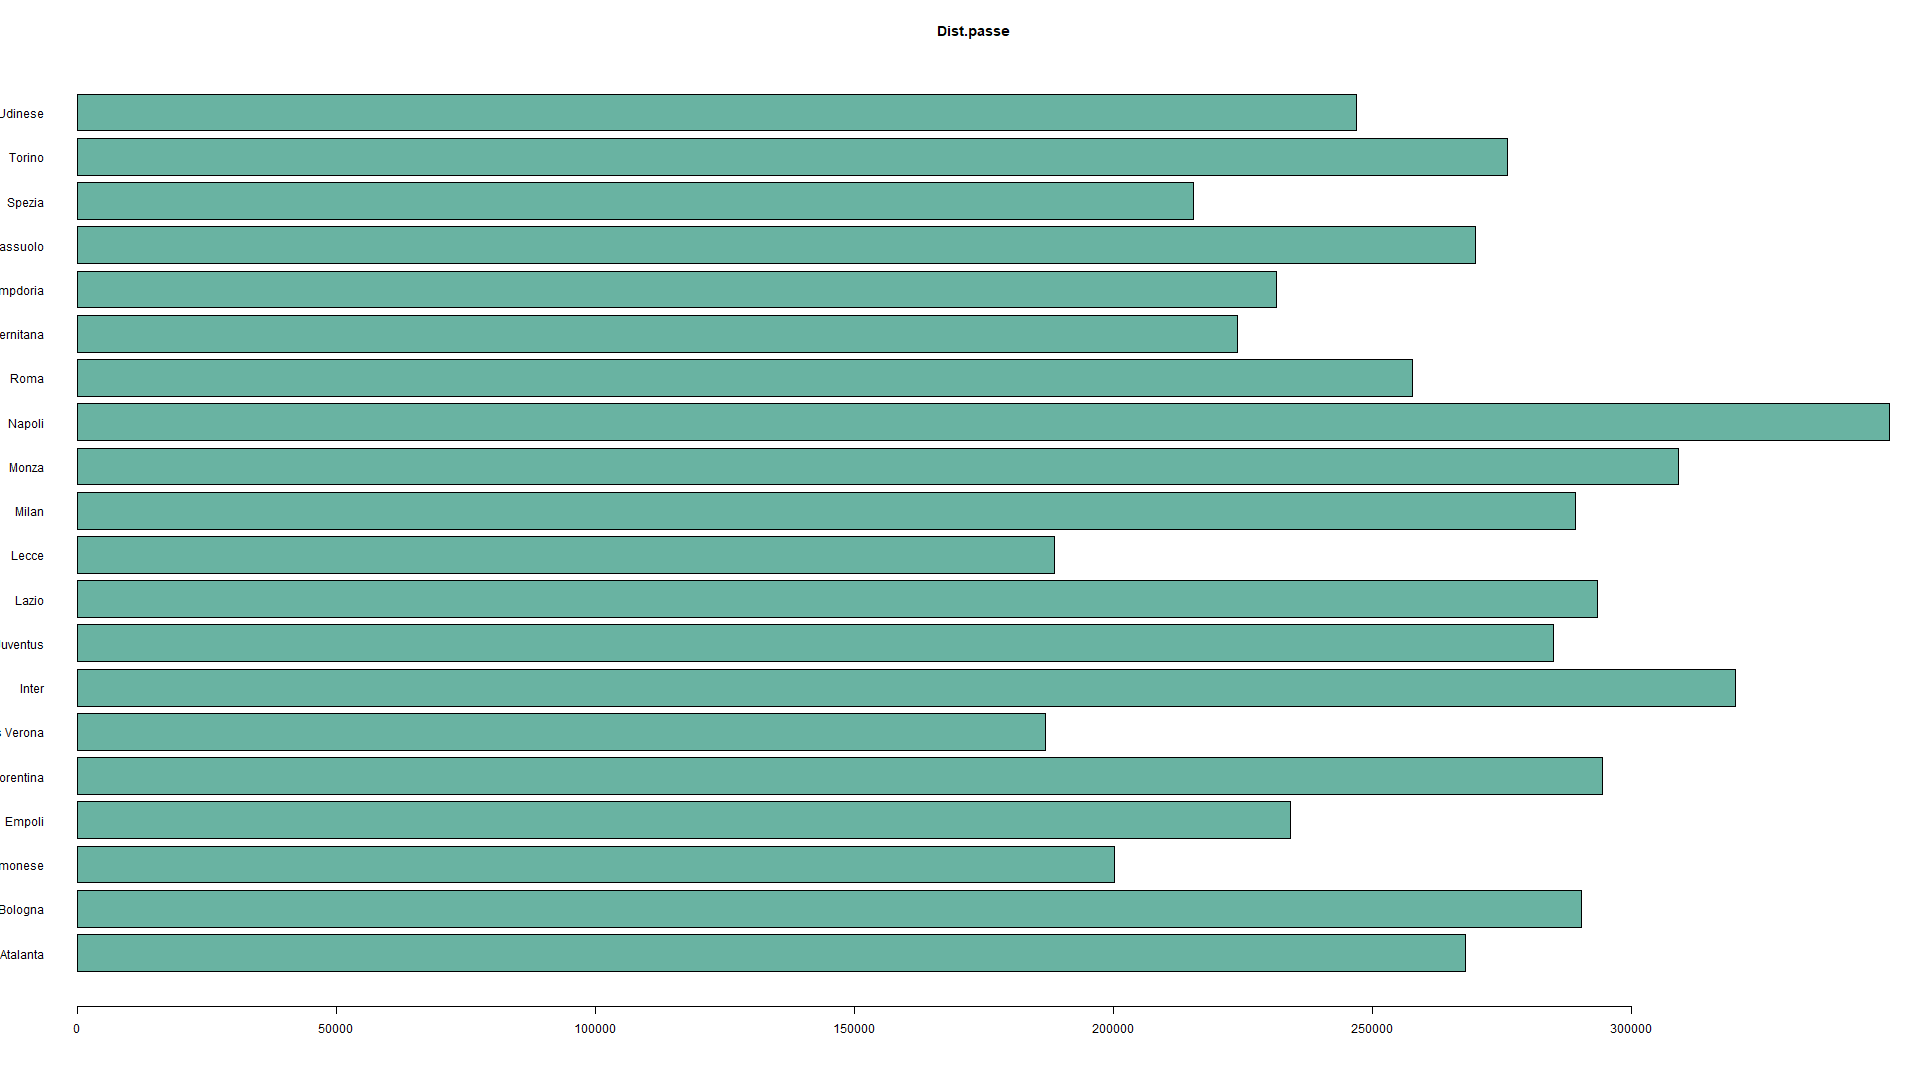 Dist.passe
Udinese
Torino
Spezia
assuolo
mpdoria
ernitana
Roma
Napoli
Monza
Milan
Lecce
Lazio
Juventus
Inter
s Verona
orentina
Empoli
monese
Bologna
Atalanta
0 50000 100000 150000 200000 250000 300000